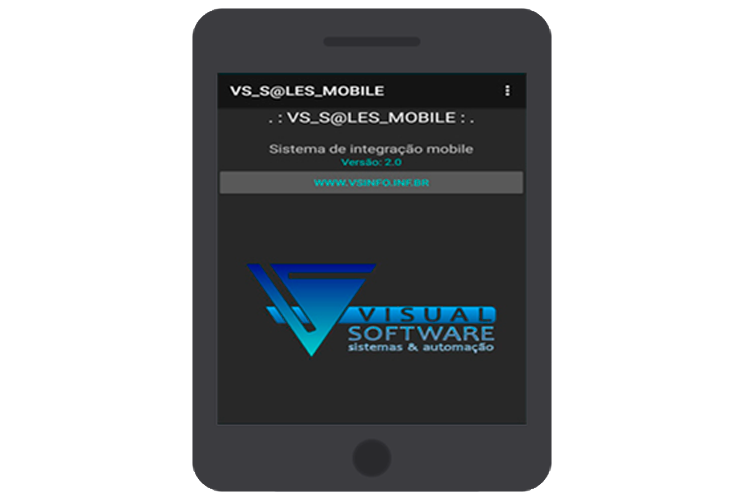 VS_S@LES_MOBILE
. : VS_S@LES_MOBILE : .
Sistema de integração mobile
Versão: 2.0
WWW.VSINFO.INF.BR
VISUAL
SOFTWARE
sistemas & automação